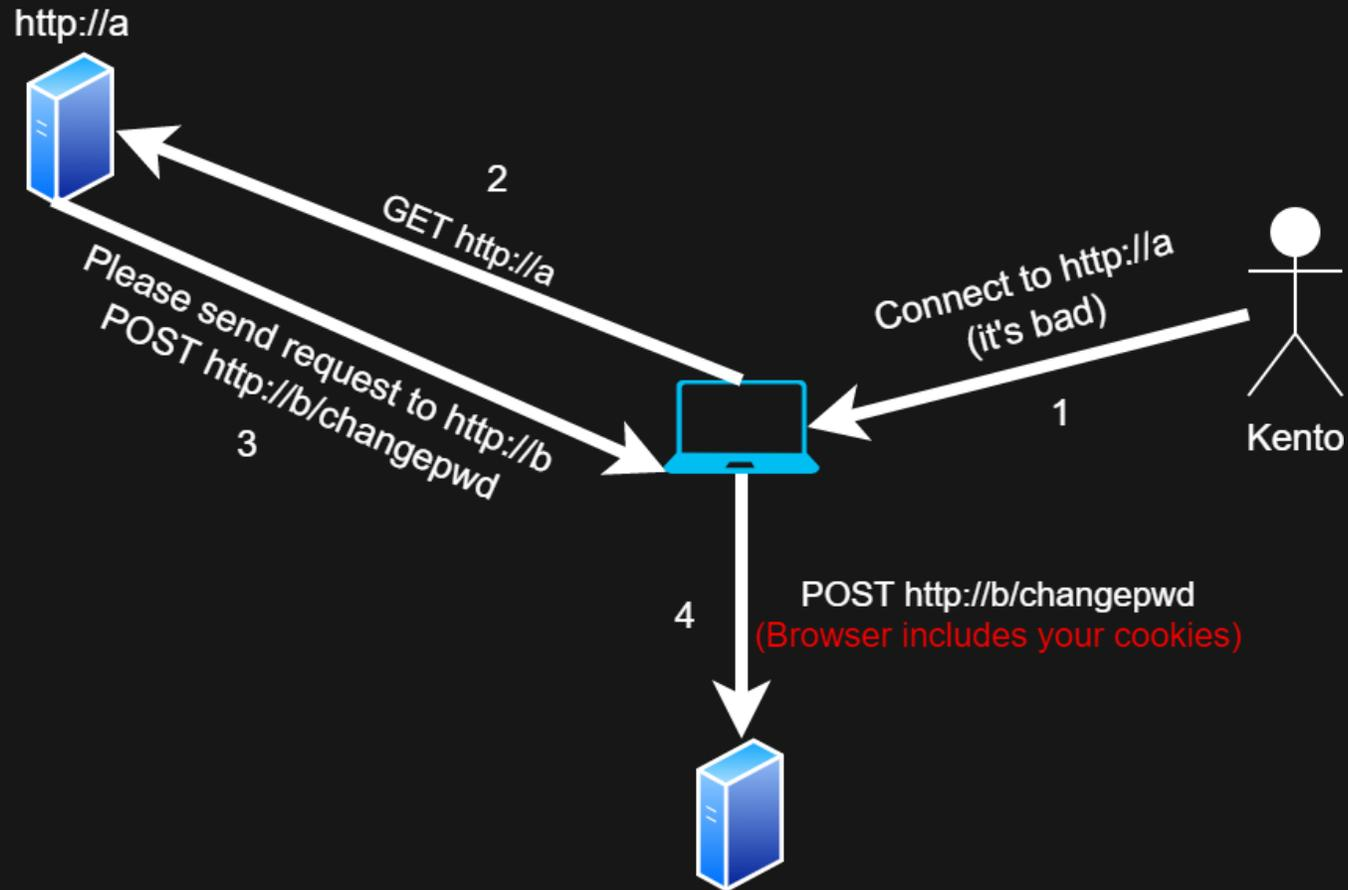 http://a
2
GET http://a
Connect to http://a
(it's bad)
1
Kento
Please send request to http://b
POST http://b/changepwd
3
4
POST http://b/changepwd
(Browser includes your cookies)